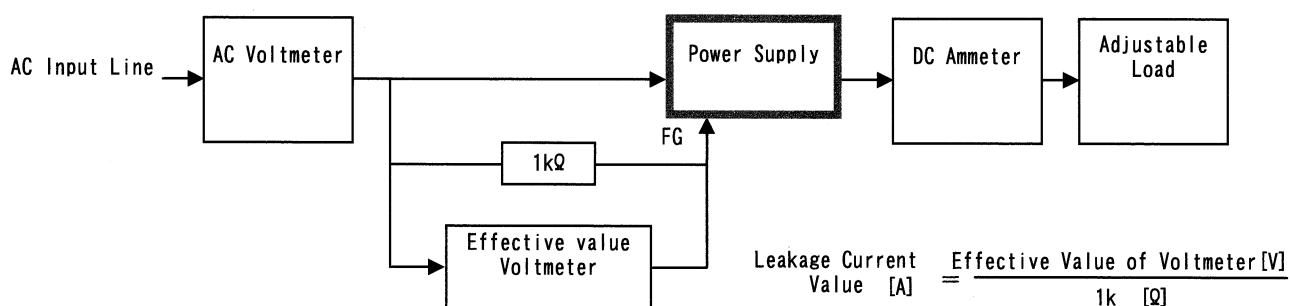 AC Input Line
AC Voltmeter
Power Supply
DC Ammeter
Adjustable
Load
FG
1kΩ
Effective value
Voltmeter
Leakage Current
Value [A]
=
Effective Value of Voltmeter[V]
1k [Ω]